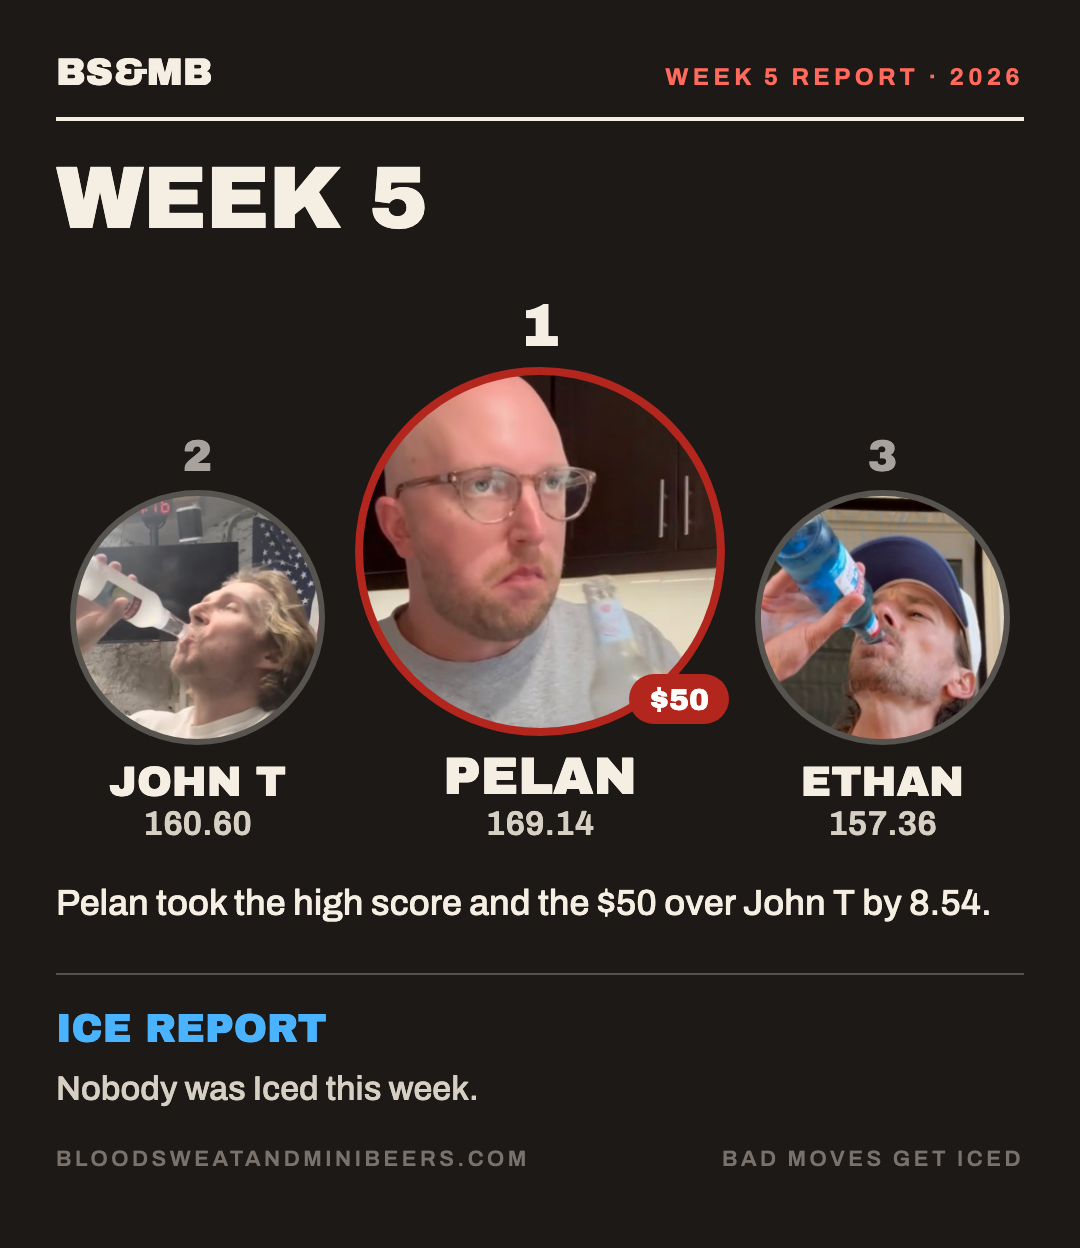 BS&MB
WEEK 5 REPORT · 2026
WEEK 5
1
2
3
$50
JOHN T
PELAN
ETHAN
160.60
169.14
157.36
Pelan took the high score and the $50 over John T by 8.54.
ICE REPORT
Nobody was Iced this week.
BLOODSWEATANDMINIBEERS.COM
BAD MOVES GET ICED